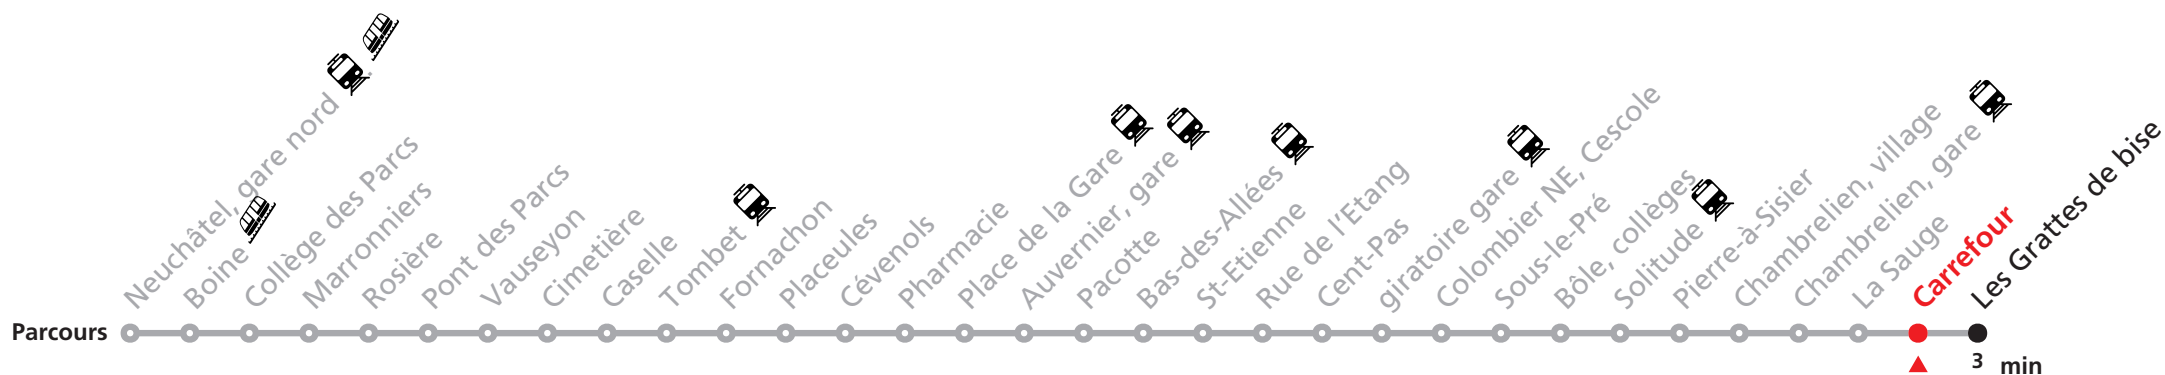 Neuchâtel, gare nord
Boine
Collège des Parcs
Marronniers
Rosière
Pont des Parcs
Vauseyon
Cimetière
Caselle
Tombet
Fornachon
Placeules
Cévenols
Pharmacie
Place de la Gare
Auvernier, gare
Pacotte
Bas-des-Allées
St-Etienne
Rue de l'Etang
Cent-Pas
giratoire gare
Colombier NE, Cescole
Sous-le-Pré
Bôle, collèges
Solitude
Pierre-à-Sisier
Chambrelien, village
Chambrelien, gare
La Sauge
Carrefour
Les Grattes de bise
Parcours
3 min